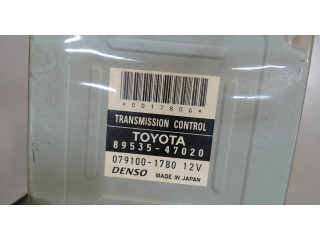 *0017806*
TRANSMISSION CONTROL
TOYOTA
89535-47020
079100-1780 12V
DENSO MADE IN JAPAN